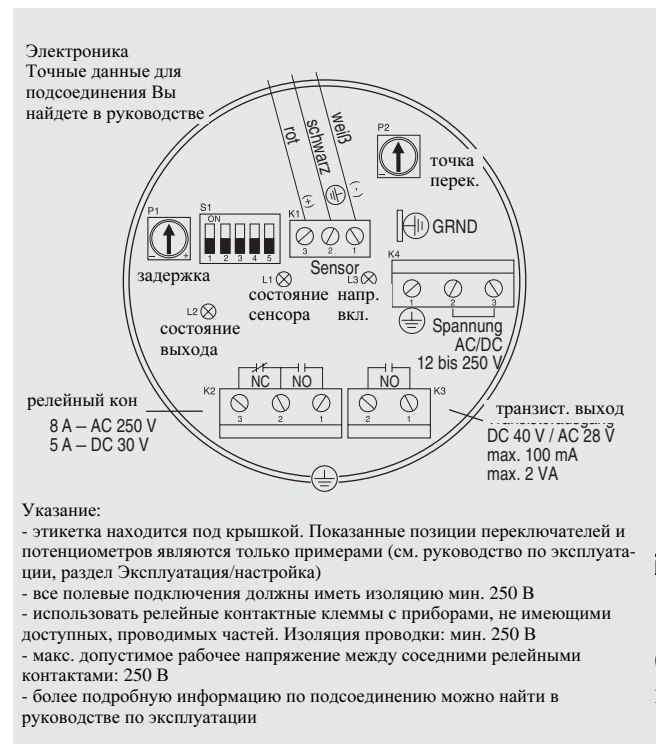 Электроника
Точные данные для
подсоединения Вы
найдете в руководстве
rot
schwarz
weiß
(+)
(-)
P2
точка
перек.
P1
задержка
S1
ON
1 2 3 4 5
K1
3 2 1
Sensor
GRND
K4
1 2 3
L1
состояние
сенсора
L3
напр.
вкл.
L2
состояние
выхода
Spannung
AC/DC
12 bis 250 V
NC NO
K2
3 2 1
NO
K3
2 1
релейный кон
8 A – AC 250 V
5 A – DC 30 V
транзист. выход
DC 40 V / AC 28 V
max. 100 mA
max. 2 VA
Указание:
- этикетка находится под крышкой. Показанные позиции переключателей и
потенциометров являются только примерами (см. руководство по эксплуата-
ции, раздел Эксплуатация/настройка)
- все полевые подключения должны иметь изоляцию мин. 250 В
- использовать релейные контактные клеммы с приборами, не имеющими
доступных, проводимых частей. Изоляция проводки: мин. 250 В
- макс. допустимое рабочее напряжение между соседними релейными
контактами: 250 В
- более подробную информацию по подсоединению можно найти в
руководстве по эксплуатации